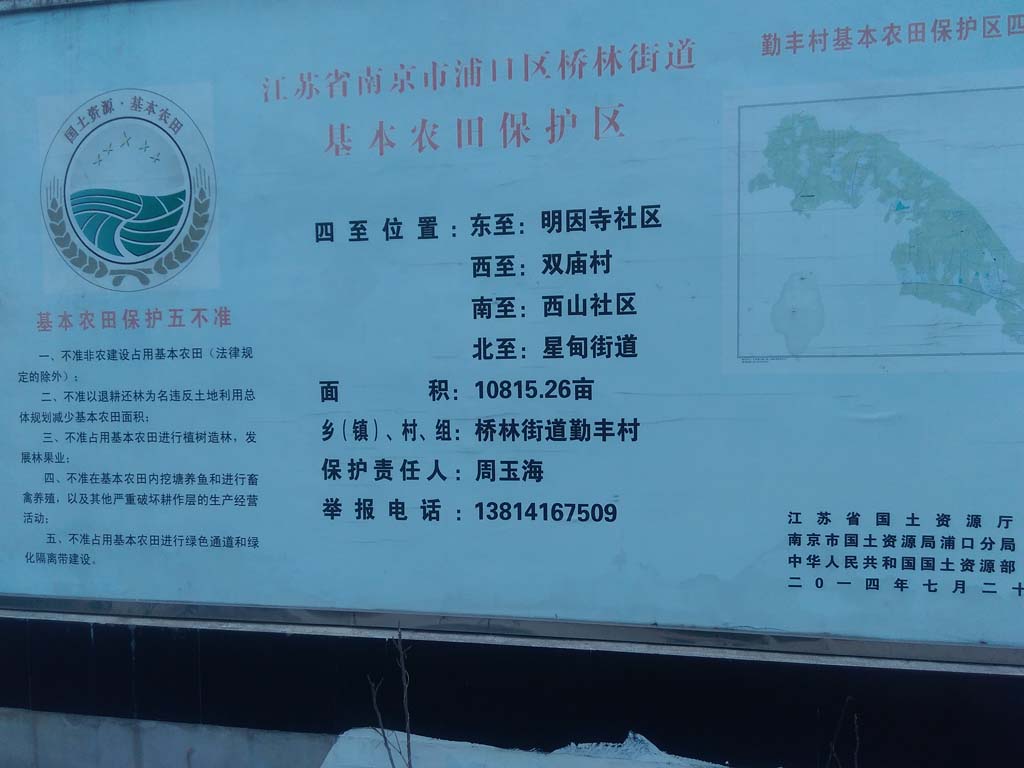 国土资源·基本农田
基本农田保护五不准
一、不准非农建设占用基本农田（法律规
定的除外）；
二、不准以退耕还林为名违反土地利用总
体规划减少基本农田面积；
三、不准占用基本农田进行植树造林，发
展林果业；
四、不准在基本农田内挖塘养鱼和进行畜
禽养殖，以及其他严重破坏耕作层的生产经营
活动；
五、不准占用基本农田进行绿色通道和绿
化隔离带建设。
江苏省南京市浦口区桥林街道
基本农田保护区
四至位置：东至：明因寺社区
西至：双庙村
南至：西山社区
北至：星甸街道
面积：10815.26亩
乡（镇）、村、组：桥林街道勤丰村
保护责任人：周玉海
举报电话：13814167509
勤丰村基本农田保护区四
江苏省国土资源厅
南京市国土资源局浦口分局
中华人民共和国国土资源部
二〇一四年七月二十